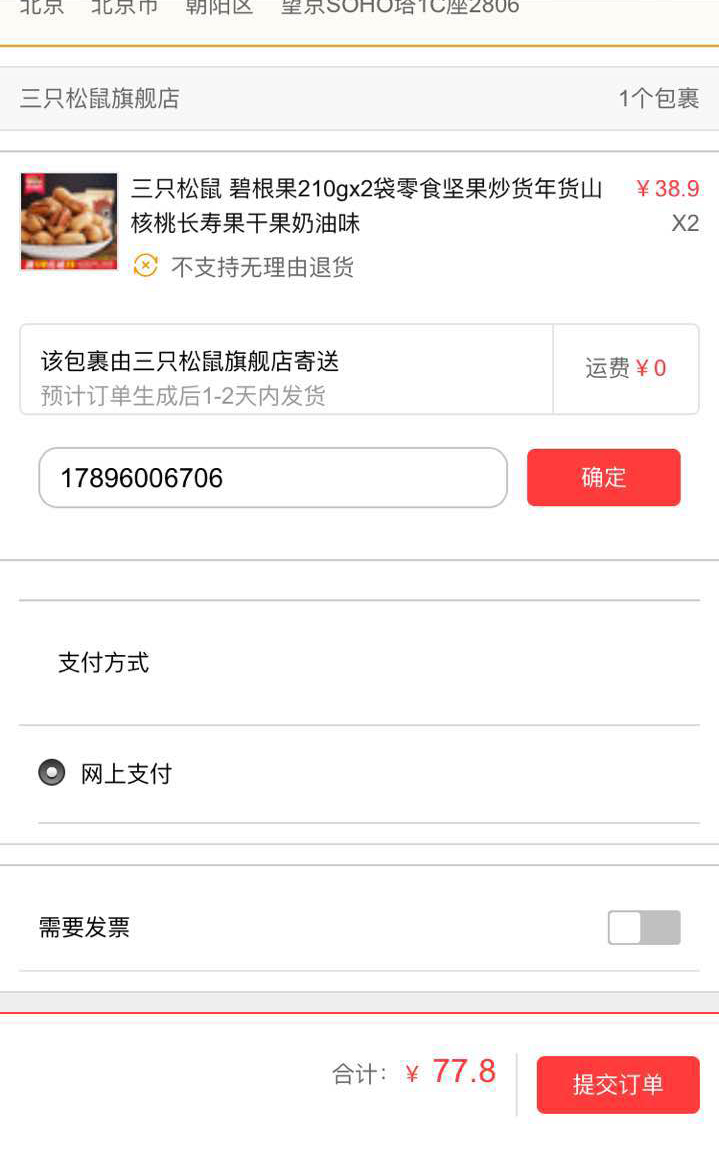 北京 北京市 朝阳区 望京SOHO塔1C座2806
三只松鼠旗舰店 1个包裹
三只松鼠 碧根果210gx2袋零食坚果炒货年货山 ¥38.9
核桃长寿果干果奶油味 X2
不支持无理由退货
该包裹由三只松鼠旗舰店寄送
预计订单生成后1-2天内发货
运费¥0
17896006706 确定
支付方式
网上支付
需要发票
合计: ¥ 77.8 提交订单